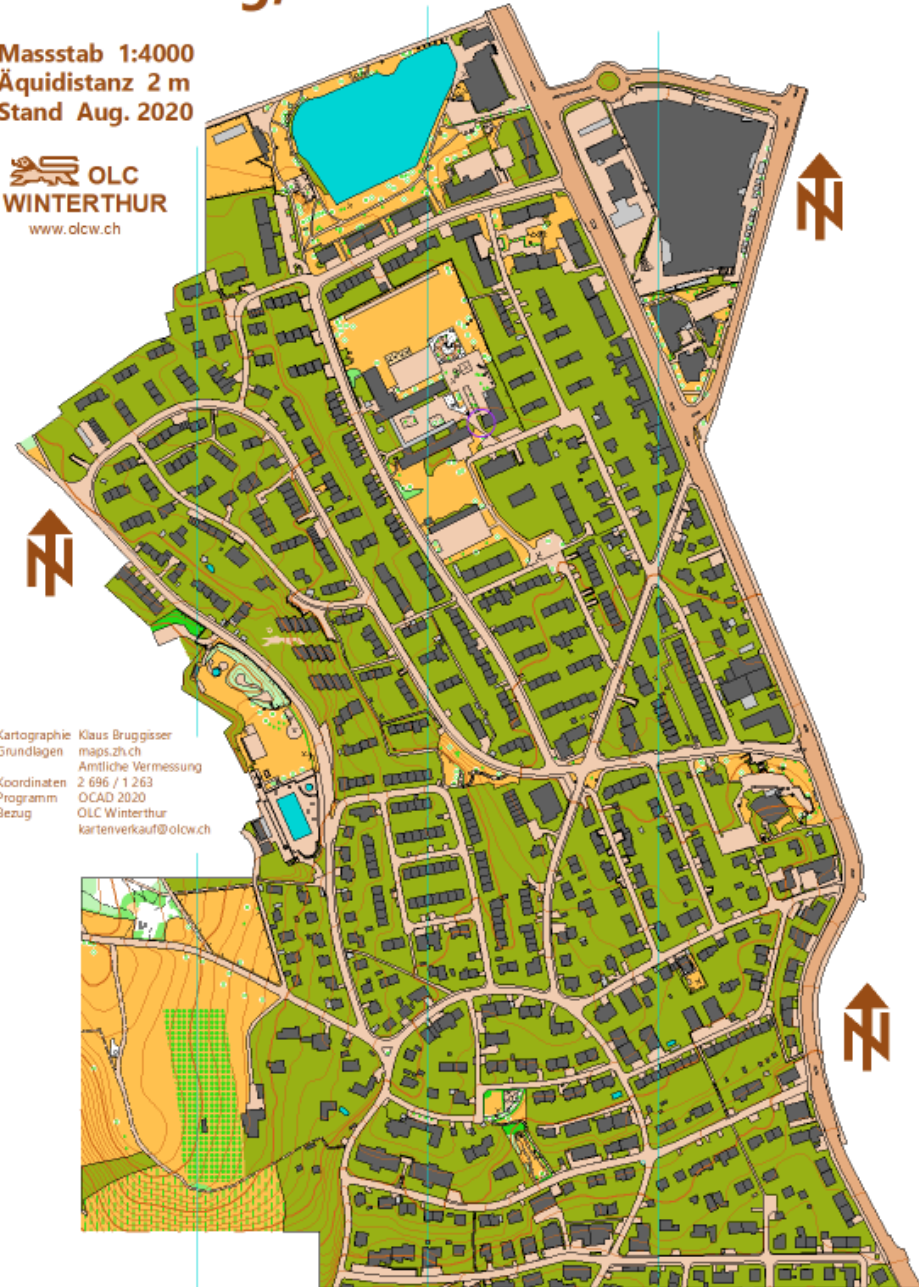 Massstab 1:4000
Äquidistanz 2 m
Stand Aug. 2020
OLC
WINTERTHUR
www.olcw.ch
N
N
N
Kartographie Klaus Bruggisser
Grundlagen maps.zh.ch
Amtliche Vermessung
Koordinaten 2 696 / 1 263
Programm OCAD 2020
Bezug OLC Winterthur
kartenverkauf@olcw.ch
N